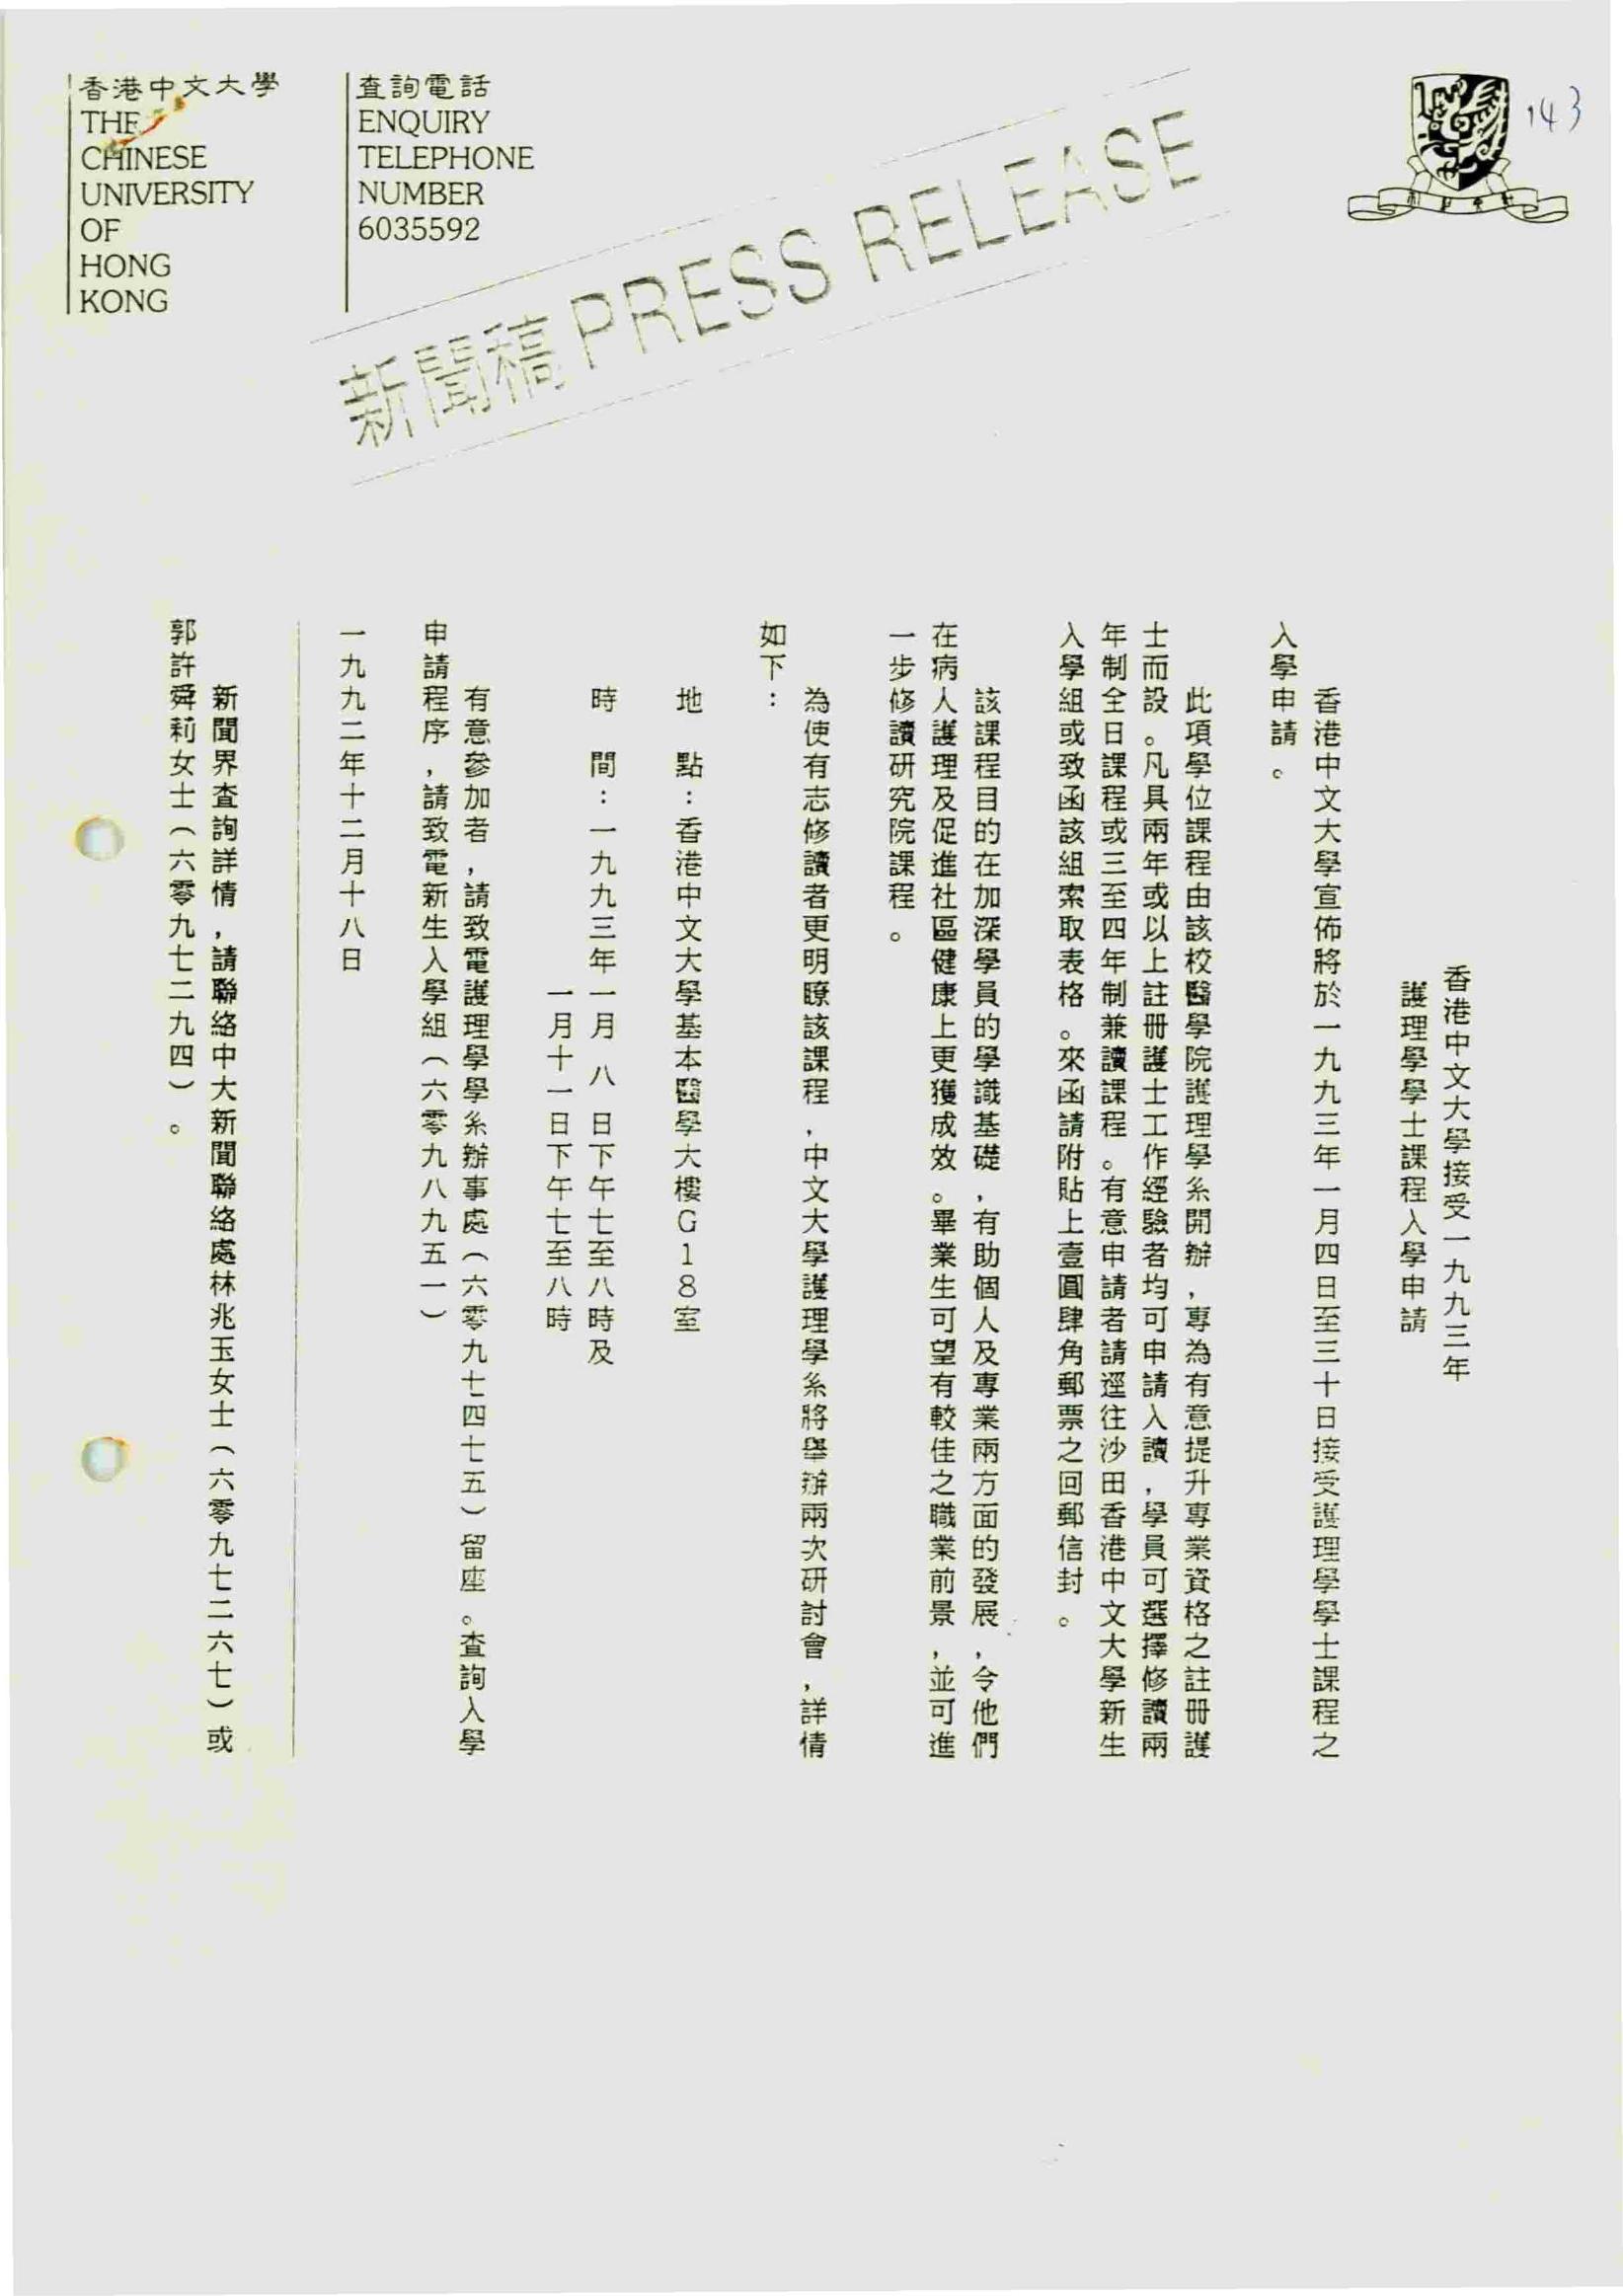 香港中文大學
THE
CHINESE
UNIVERSITY
OF
HONG
KONG
查詢電話
ENQUIRY
TELEPHONE
NUMBER
6035592
143
新聞稿 PRESS RELEASE
香港中文大學接受一九九三年
護理學學士課程入學申請
香港中文大學宣佈將於一九九三年一月四日至三十日接受護理學學士課程之
入學申請。
此項學位課程由該校醫學院護理學系開辦，專為有意提升專業資格之註冊護
士而設。凡具兩年或以上註冊護士工作經驗者均可申請入讀，學員可選擇修讀兩
年制全日課程或三至四年制兼讀課程。有意申請者請逕往沙田香港中文大學新生
入學組或致函該組索取表格。來函請附貼上壹圓肆角郵票之回郵信封。
該課程目的在加深學員的學識基礎，有助個人及專業兩方面的發展，令他們
在病人護理及促進社區健康上更獲成效。畢業生可望有較佳之職業前景，並可進
一步修讀研究院課程。
為使有志修讀者更明瞭該課程，中文大學護理學系將舉辦兩次研討會，詳情
如下：
地　點：香港中文大學基本醫學大樓G18室
時　間：一九九三年一月 八 日下午七至八時及
一月十一日下午七至八時
有意參加者，請致電護理學學系辦事處（六零九七四七五）留座。查詢入學
申請程序，請致電新生入學組（六零九八九五一）
一九九二年十二月十八日
新聞界查詢詳情，請聯絡中大新聞聯絡處林兆玉女士（六零九七二六七）或
郭許舜莉女士（六零九七二九四）。